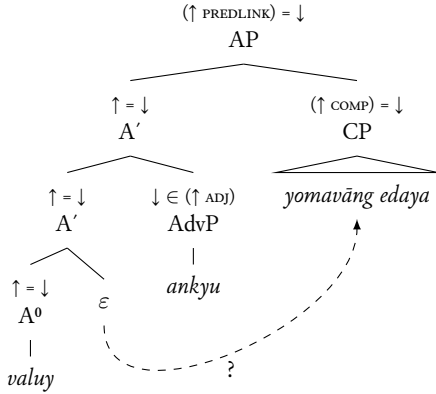 (↑ PREDLINK) = ↓
AP
↑ = ↓ (↑ COMP) = ↓
A′ CP
↑ = ↓ ↓ ∈ (↑ ADJ) yomavāng edaya
A′ AdvP
↑ = ↓ ε ankyu
A⁰
?
valuy